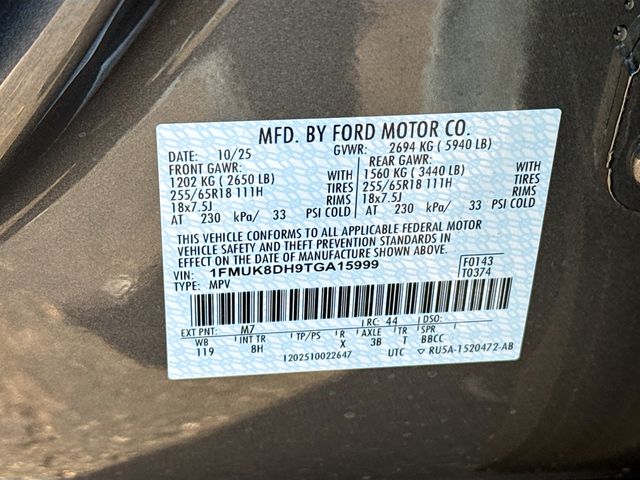 MFD. BY FORD MOTOR CO.
DATE: 10/25 GVWR: 2694 KG ( 5940 LB)
FRONT GAWR: REAR GAWR:
1202 KG ( 2650 LB) WITH 1560 KG ( 3440 LB) WITH
255/65R18 111H TIRES 255/65R18 111H TIRES
18x7.5J RIMS 18x7.5J RIMS
AT 230 kPa/ 33 PSI COLD AT 230 kPa/ 33 PSI COLD
THIS VEHICLE CONFORMS TO ALL APPLICABLE FEDERAL MOTOR
VEHICLE SAFETY AND THEFT PREVENTION STANDARDS IN
EFFECT ON THE DATE OF MANUFACTURE SHOWN ABOVE.
VIN: 1FMUK8DH9TGA15999 F0143
TYPE: MPV T0374
EXT PNT: M7 RC: 44 DSO:
WB INT TR TP/PS R AXLE TR SPR
119 8H X 3B T BBCC
1202510022647 UTC ▽ RU5A-1520472-AB